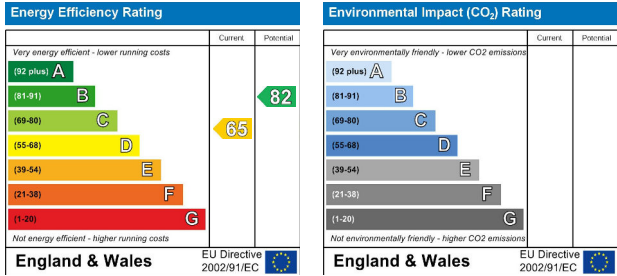 Energy Efficiency Rating
Current Potential
Very energy efficient - lower running costs
(92 plus) A
(81-91) B
82
(69-80) C
65
(55-68) D
(39-54) E
(21-38) F
(1-20) G
Not energy efficient - higher running costs
England & Wales
EU Directive
2002/91/EC
Environmental Impact (CO₂) Rating
Current Potential
Very environmentally friendly - lower CO2 emissions
(92 plus) A
(81-91) B
(69-80) C
(55-68) D
(39-54) E
(21-38) F
(1-20) G
Not environmentally friendly - higher CO2 emissions
England & Wales
EU Directive
2002/91/EC